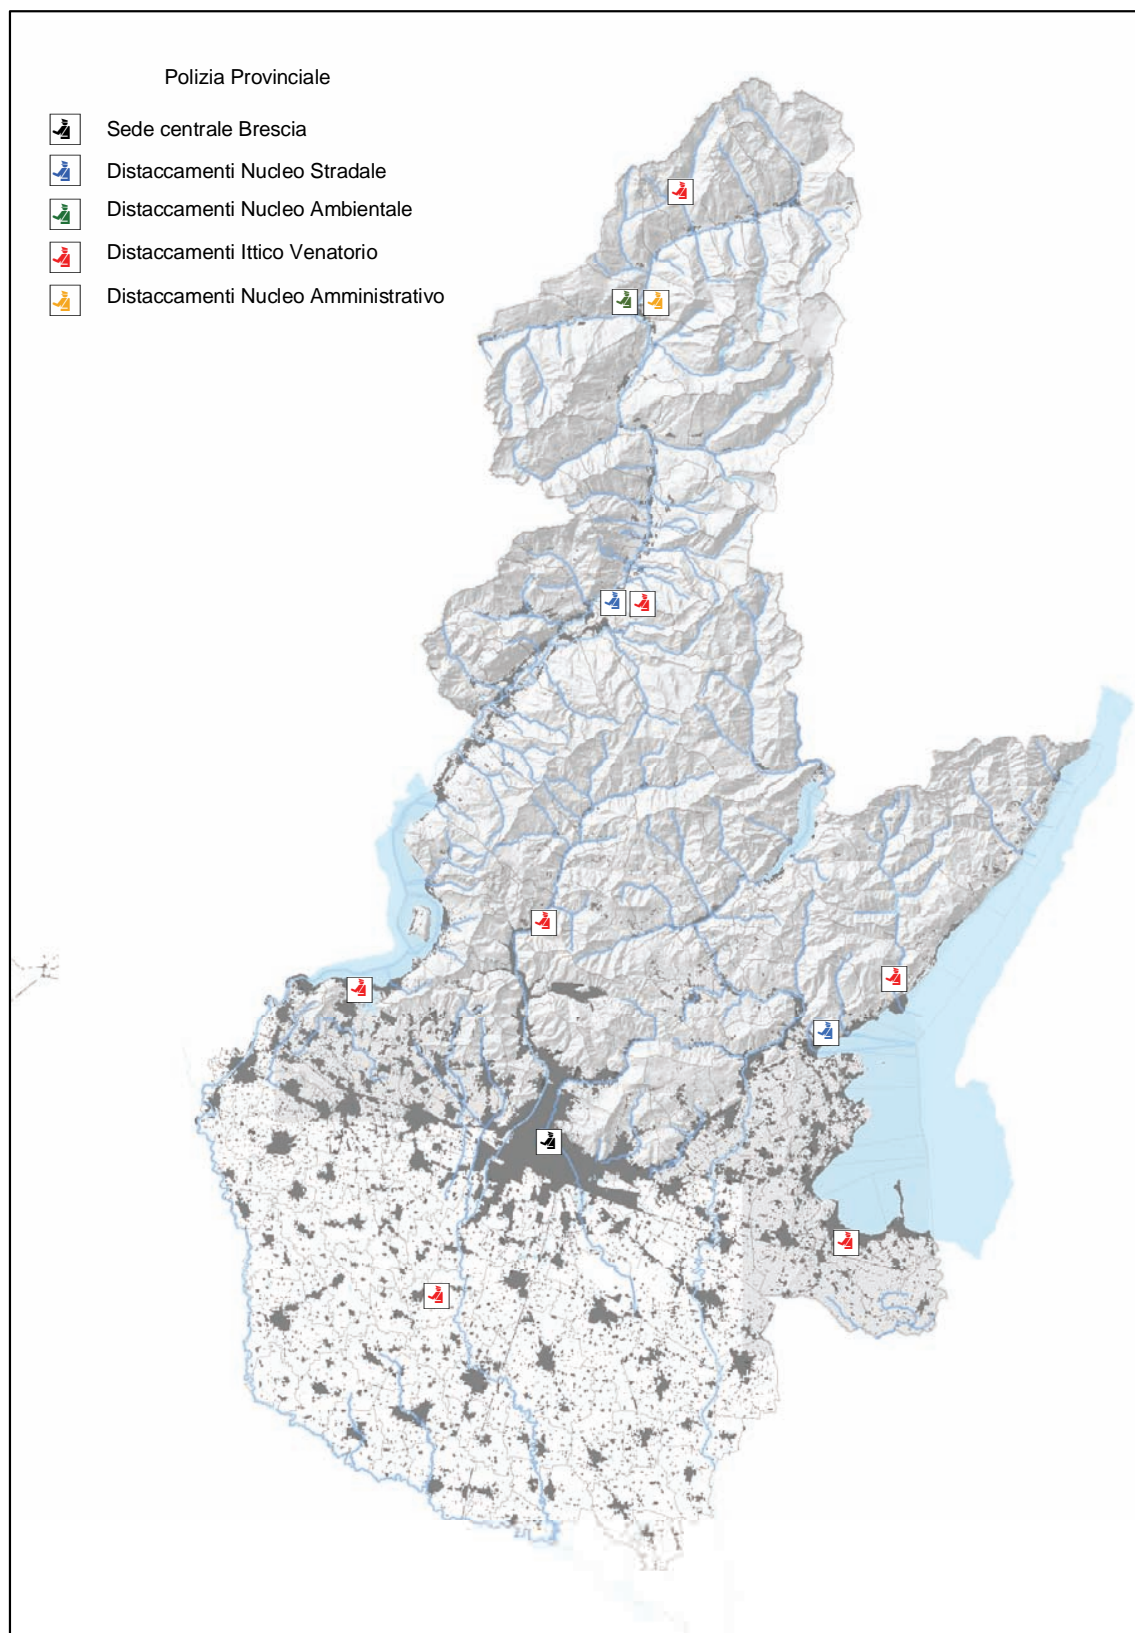 Polizia Provinciale
Sede centrale Brescia
Distaccamenti Nucleo Stradale
Distaccamenti Nucleo Ambientale
Distaccamenti Ittico Venatorio
Distaccamenti Nucleo Amministrativo